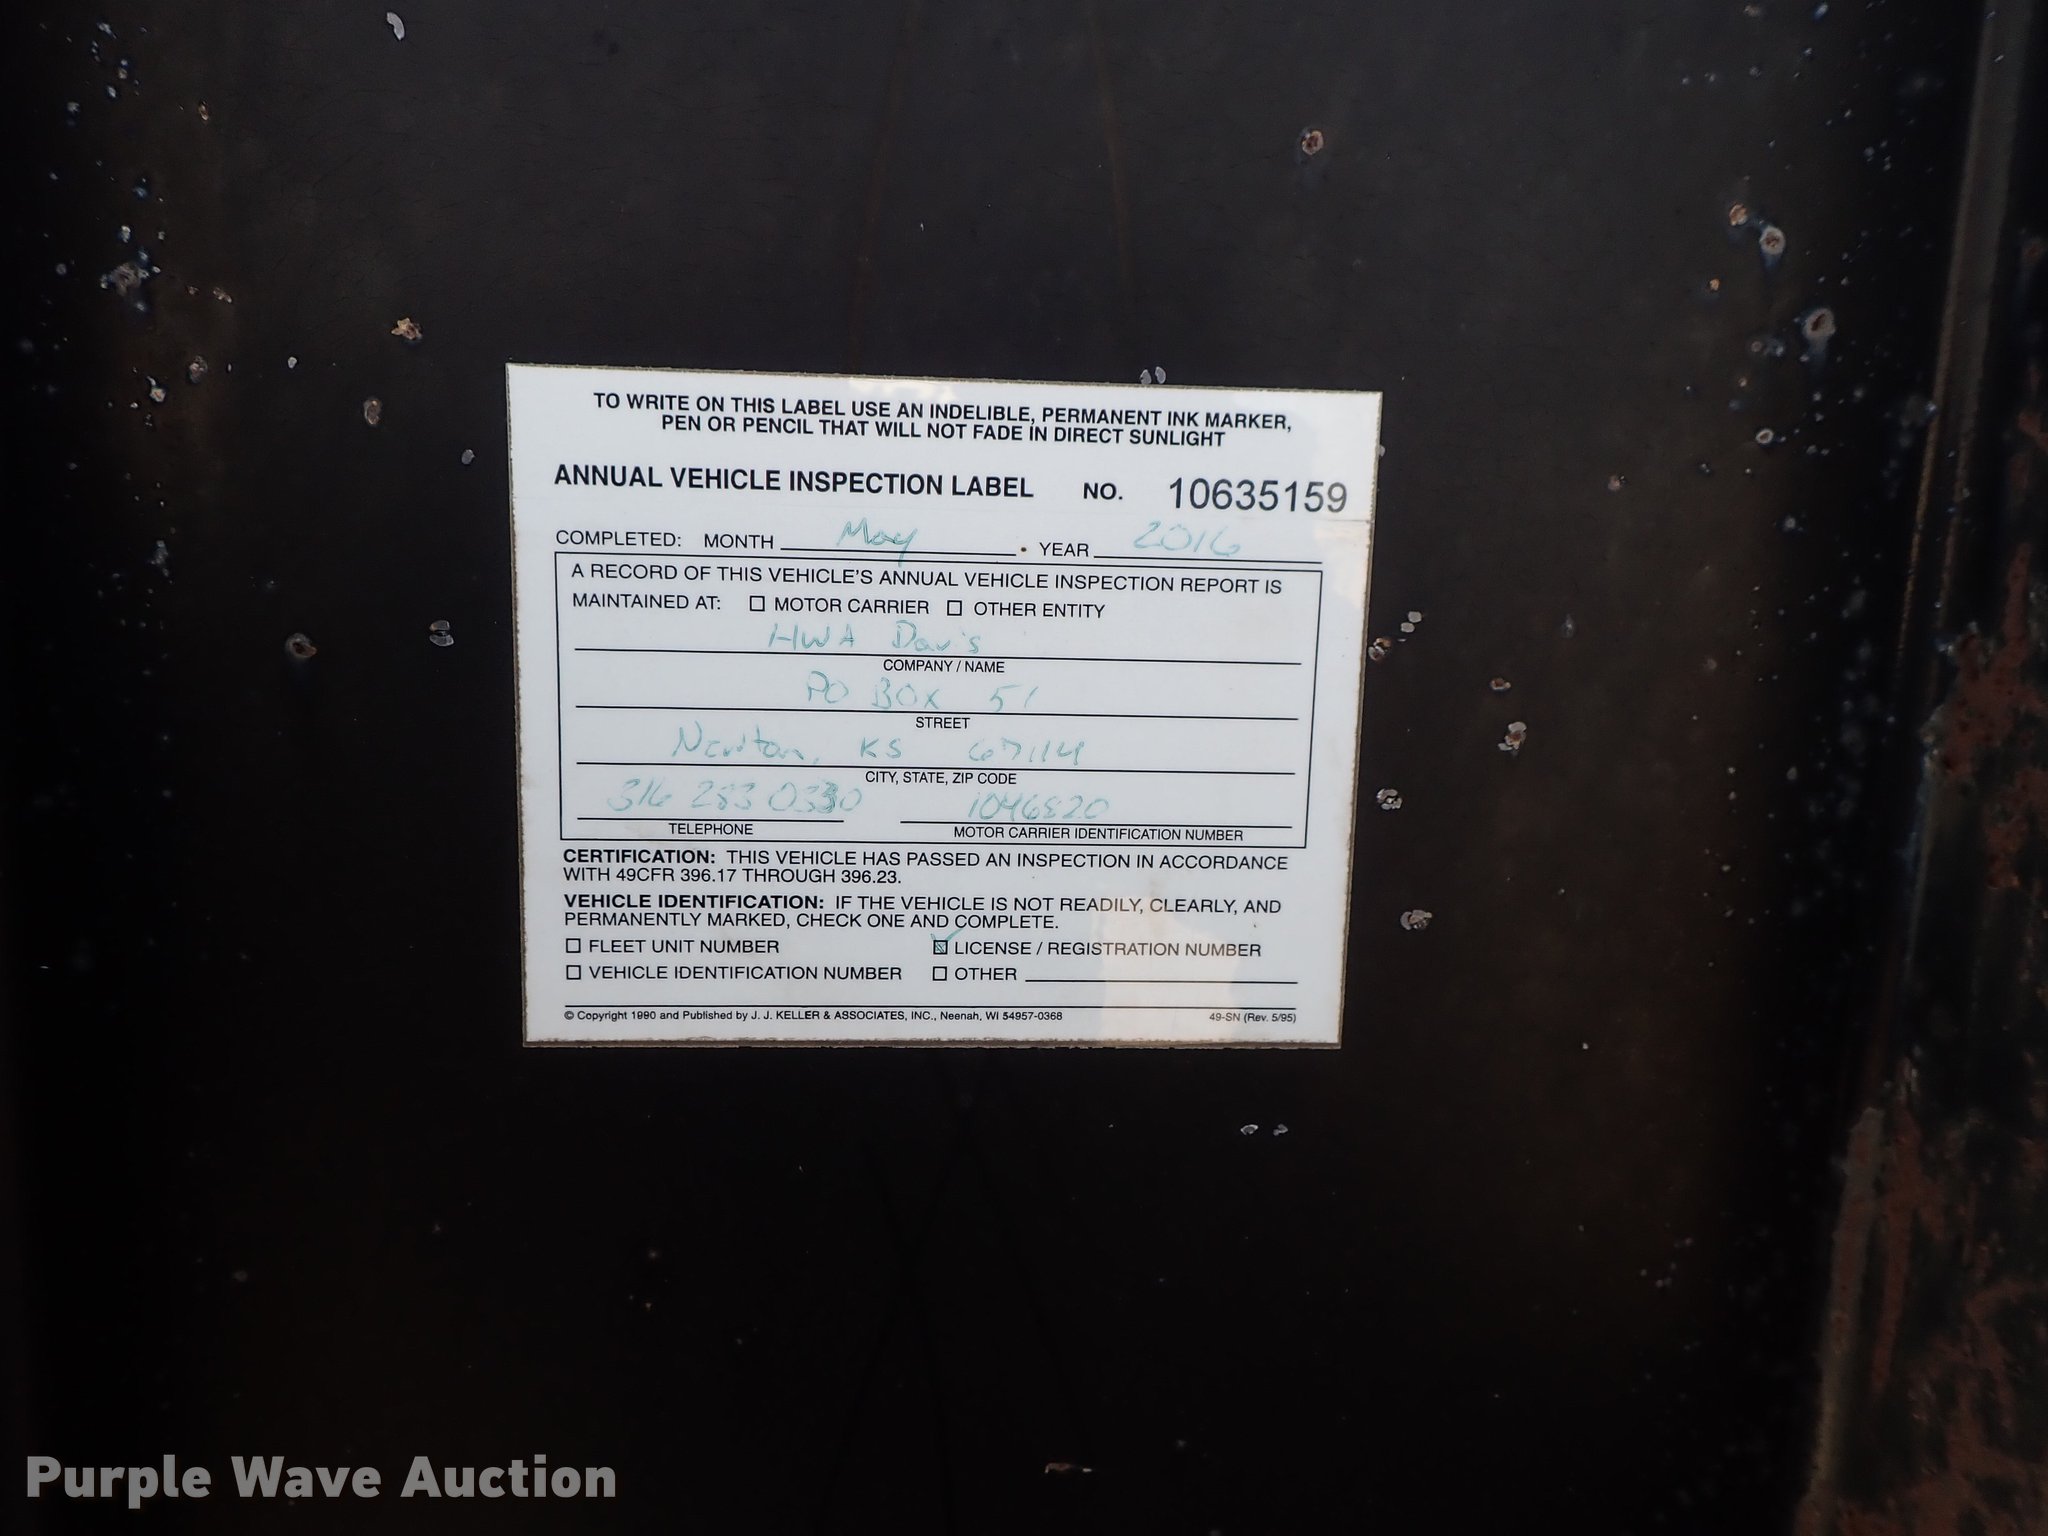 TO WRITE ON THIS LABEL USE AN INDELIBLE, PERMANENT INK MARKER,
PEN OR PENCIL THAT WILL NOT FADE IN DIRECT SUNLIGHT
ANNUAL VEHICLE INSPECTION LABEL NO. 10635159
COMPLETED: MONTH May YEAR 2016
A RECORD OF THIS VEHICLE'S ANNUAL VEHICLE INSPECTION REPORT IS
MAINTAINED AT: ☐ MOTOR CARRIER ☐ OTHER ENTITY
HWA Davis
COMPANY / NAME
PO BOX 51
STREET
Newton, KS 67114
CITY, STATE, ZIP CODE
316 283 0330 1046820
TELEPHONE MOTOR CARRIER IDENTIFICATION NUMBER
CERTIFICATION: THIS VEHICLE HAS PASSED AN INSPECTION IN ACCORDANCE
WITH 49CFR 396.17 THROUGH 396.23.
VEHICLE IDENTIFICATION: IF THE VEHICLE IS NOT READILY, CLEARLY, AND
PERMANENTLY MARKED, CHECK ONE AND COMPLETE.
☐ FLEET UNIT NUMBER ☑ LICENSE / REGISTRATION NUMBER
☐ VEHICLE IDENTIFICATION NUMBER ☐ OTHER
© Copyright 1990 and Published by J. J. KELLER & ASSOCIATES, INC., Neenah, WI 54957-0368 49-SN (Rev. 5/95)
Purple Wave Auction